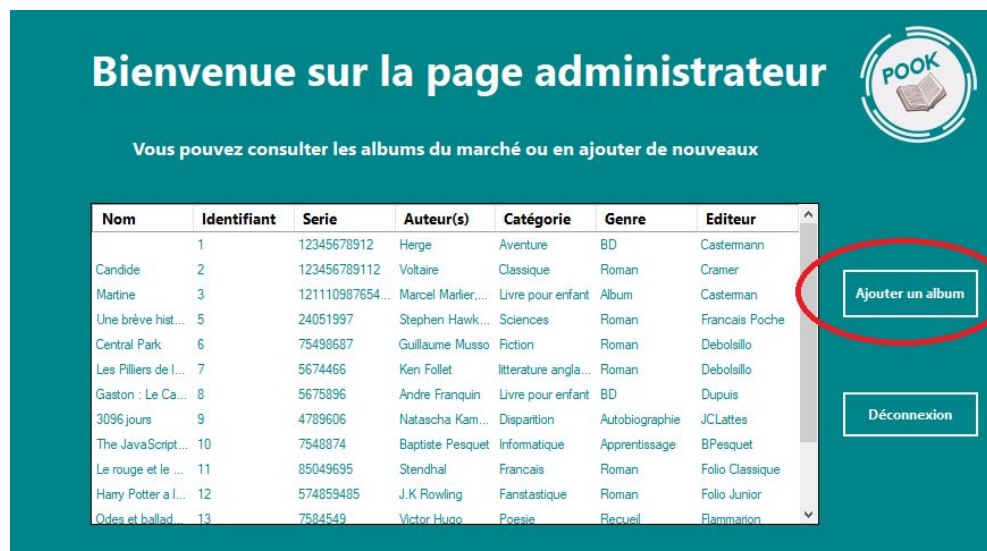 Bienvenue sur la page administrateur
POOK
Vous pouvez consulter les albums du marché ou en ajouter de nouveaux
Nom Identifiant Serie Auteur(s) Catégorie Genre Editeur
1 12345678912 Herge Aventure BD Castermann
Candide 2 123456789112 Voltaire Classique Roman Cramer
Martine 3 121110987654... Marcel Marlier,... Livre pour enfant Album Casterman
Ajouter un album
Une brève hist... 5 24051997 Stephen Hawk... Sciences Roman Francais Poche
Central Park 6 75498687 Guillaume Musso Fiction Roman Debolsillo
Les Pilliers de l... 7 5674466 Ken Follet litterature angla... Roman Debolsillo
Gaston : Le Ca... 8 5675896 Andre Franquin Livre pour enfant BD Dupuis
3096 jours 9 4789606 Natascha Kam... Disparition Autobiographie JCLattes
Déconnexion
The JavaScript... 10 7548874 Baptiste Pesquet Informatique Apprentissage BPesquet
Le rouge et le ... 11 85049695 Stendhal Francais Roman Folio Classique
Harry Potter a l... 12 574859485 J.K Rowling Fanstastique Roman Folio Junior
Odes et ballad... 13 7584549 Victor Hugo Poesie Recueil Flammarion